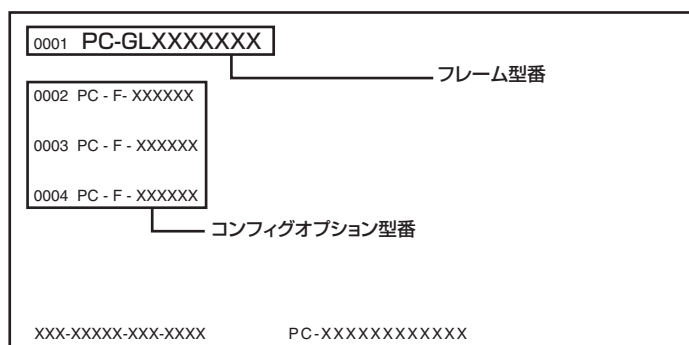 0001 PC-GLXXXXXXX
フレーム型番
0002 PC - F- XXXXXX
0003 PC - F - XXXXXX
0004 PC - F - XXXXXX
コンフィグオプション型番
XXX-XXXXX-XXX-XXXX PC-XXXXXXXXXXXX